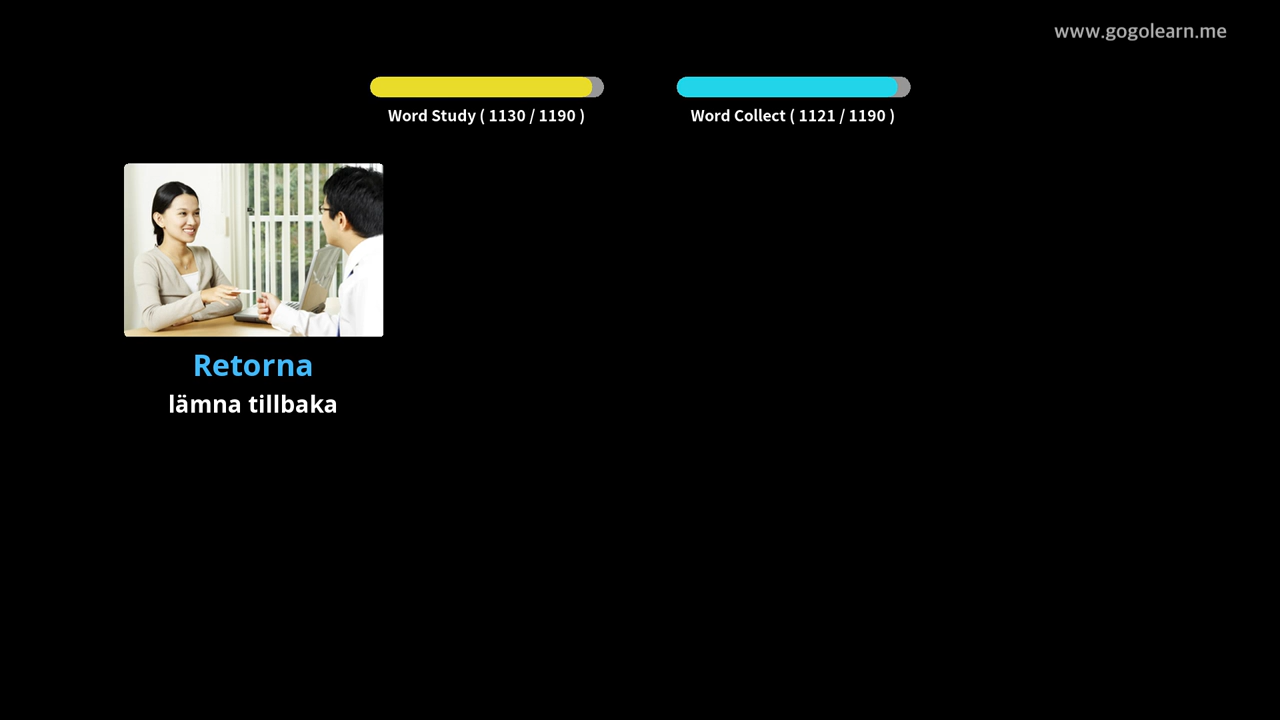 www.gogolearn.me
Word Study ( 1130 / 1190 )
Word Collect ( 1121 / 1190 )
Retorna
lämna tillbaka